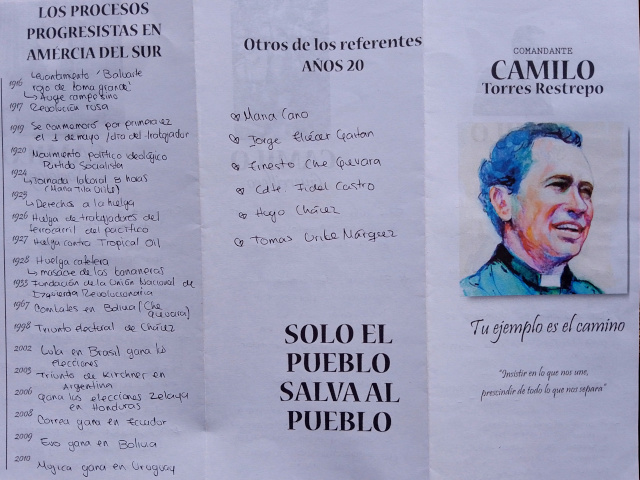 LOS PROCESOS
PROGRESISTAS EN
AMÉRCIA DEL SUR
1916 Levantamiento 'Baluarte
rojo de loma grande'
↳ Auge campesino
1917 Revolución rusa
1919 Se conmemoró por primera vez
el 1 de mayo/dia del trabajador
1920 Movimiento político ideológico
Partido Socialista
1924 ↳ Jornada laboral 8 horas
(Maria Tila Uribe)
1925 ↳ Derechos a la huelga
1926 Huelga de trabajadores del
ferrocarril del pacifico
1927 Huelga contra Tropical Oil
1928 Huelga cafetera
↳ masacre de las bananeras
1933 Fundación de la Unión Nacional de
Izquierda Revolucionaria
1967 Combates en Bolivia (Che
Guevara)
1998 Triunfo electoral de Chávez
2002 Lula en Brasil gana las
elecciones
2003 Triunfo de Kirchner en
Argentina
2006 gana las elecciones Zelaya
en Honduras
2008 Correa gana en Ecuador
2009 Evo gana en Bolivia
2010 Mujica gana en Uruguay
Otros de los referentes
AÑOS 20
Maria Cano
Jorge Eliécer Gaitan
Ernesto Che Guevara
Cdte. Fidel Castro
Hugo Chávez
Tomas Uribe Márquez
SOLO EL
PUEBLO
SALVA AL
PUEBLO
COMANDANTE
CAMILO
Torres Restrepo
Tu ejemplo es el camino
"Insistir en lo que nos une,
prescindir de todo lo que nos separa"